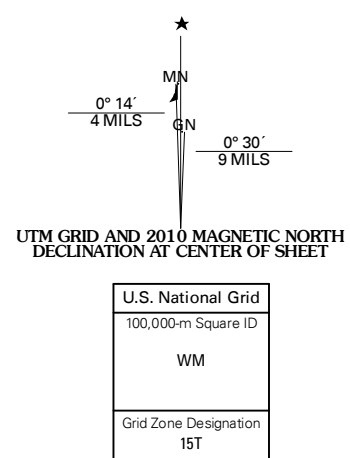 MN
0° 14´
4 MILS
GN
0° 30´
9 MILS
UTM GRID AND 2010 MAGNETIC NORTH
DECLINATION AT CENTER OF SHEET
U.S. National Grid
100,000-m Square ID
WM
Grid Zone Designation
15T